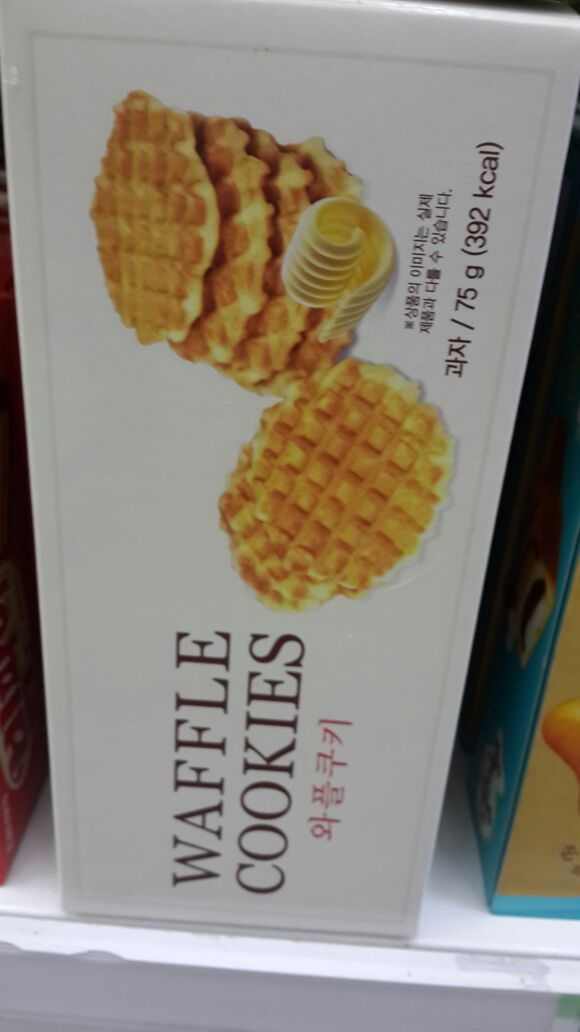 WAFFLE
COOKIES
와플쿠키
※상품의 이미지는 실제
제품과 다를 수 있습니다.
과자 / 75 g (392 kcal)